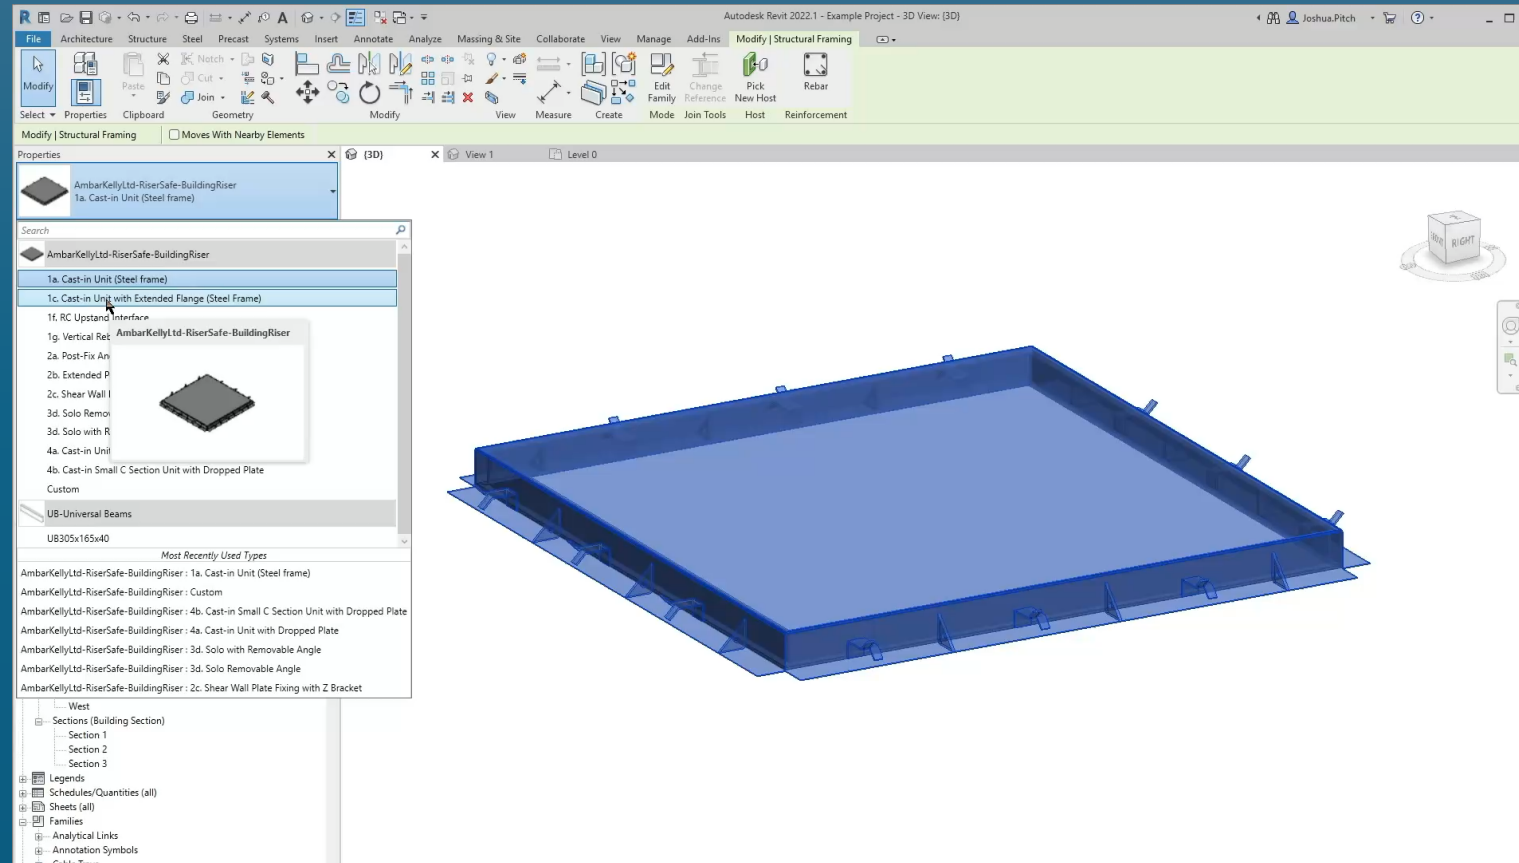 Autodesk Revit 2022.1 - Example Project - 3D View: {3D}
Joshua.Pitch
File Architecture Structure Steel Precast Systems Insert Annotate Analyze Massing & Site Collaborate View Manage Add-Ins Modify | Structural Framing
Modify
Paste
Notch
Cut
Join
Edit Family
Change Reference
Pick New Host
Rebar
Select Properties Clipboard Geometry Modify View Measure Create Mode Join Tools Host Reinforcement
Modify | Structural Framing Moves With Nearby Elements
Properties
{3D} View 1 Level 0
AmbarKellyLtd-RiserSafe-BuildingRiser
1a. Cast-in Unit (Steel frame)
Search
AmbarKellyLtd-RiserSafe-BuildingRiser
1a. Cast-in Unit (Steel frame)
1c. Cast-in Unit with Extended Flange (Steel Frame)
1f. RC Upstand Interface
1g. Vertical Reb
AmbarKellyLtd-RiserSafe-BuildingRiser
2a. Post-Fix An
2b. Extended P
2c. Shear Wall
3d. Solo Remov
3d. Solo with R
4a. Cast-in Unit
4b. Cast-in Small C Section Unit with Dropped Plate
Custom
UB-Universal Beams
UB305x165x40
Most Recently Used Types
AmbarKellyLtd-RiserSafe-BuildingRiser : 1a. Cast-in Unit (Steel frame)
AmbarKellyLtd-RiserSafe-BuildingRiser : Custom
AmbarKellyLtd-RiserSafe-BuildingRiser : 4b. Cast-in Small C Section Unit with Dropped Plate
AmbarKellyLtd-RiserSafe-BuildingRiser : 4a. Cast-in Unit with Dropped Plate
AmbarKellyLtd-RiserSafe-BuildingRiser : 3d. Solo with Removable Angle
AmbarKellyLtd-RiserSafe-BuildingRiser : 3d. Solo Removable Angle
AmbarKellyLtd-RiserSafe-BuildingRiser : 2c. Shear Wall Plate Fixing with Z Bracket
West
Sections (Building Section)
Section 1
Section 2
Section 3
Legends
Schedules/Quantities (all)
Sheets (all)
Families
Analytical Links
Annotation Symbols
RIGHT